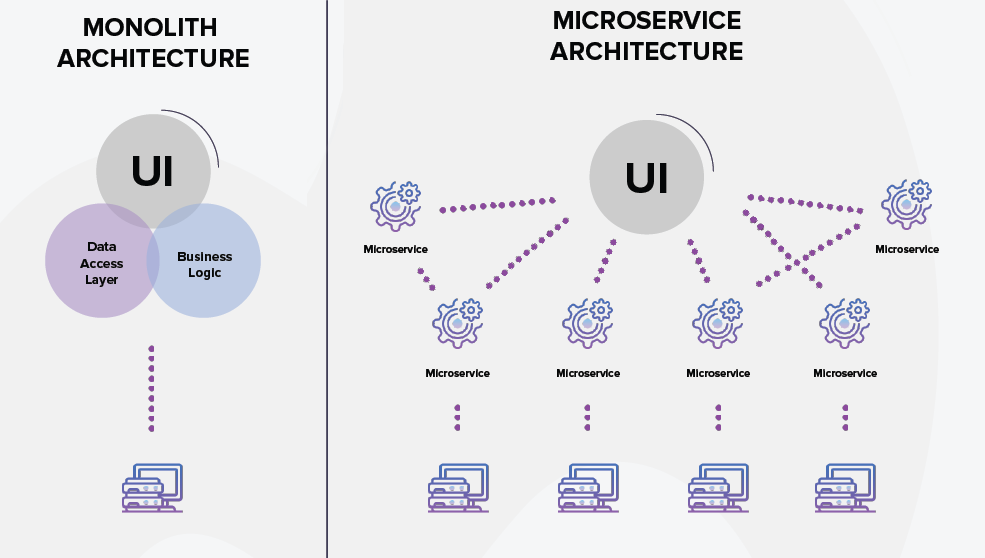 MONOLITH
ARCHITECTURE
UI
Data
Access
Layer
Business
Logic
MICROSERVICE
ARCHITECTURE
UI
Microservice
Microservice
Microservice
Microservice
Microservice
Microservice